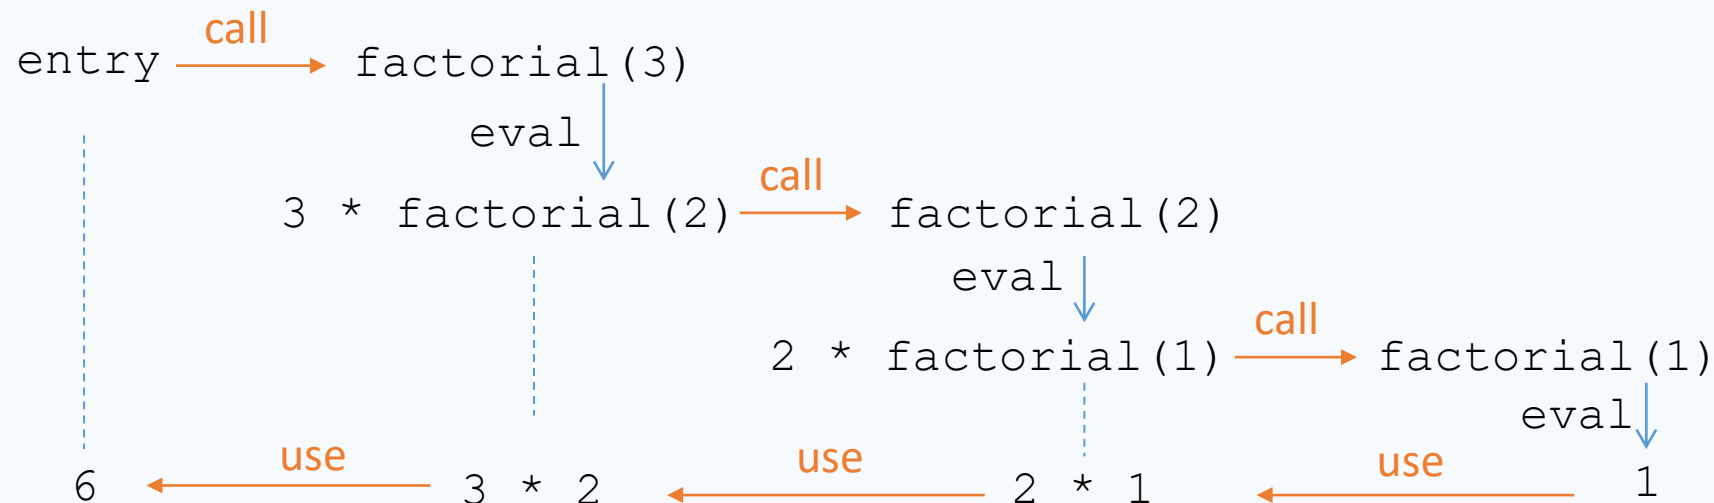 call
entry factorial(3)
eval
call
3 * factorial(2) factorial(2)
eval
call
2 * factorial(1) factorial(1)
eval
use use use
6 3 * 2 2 * 1 1